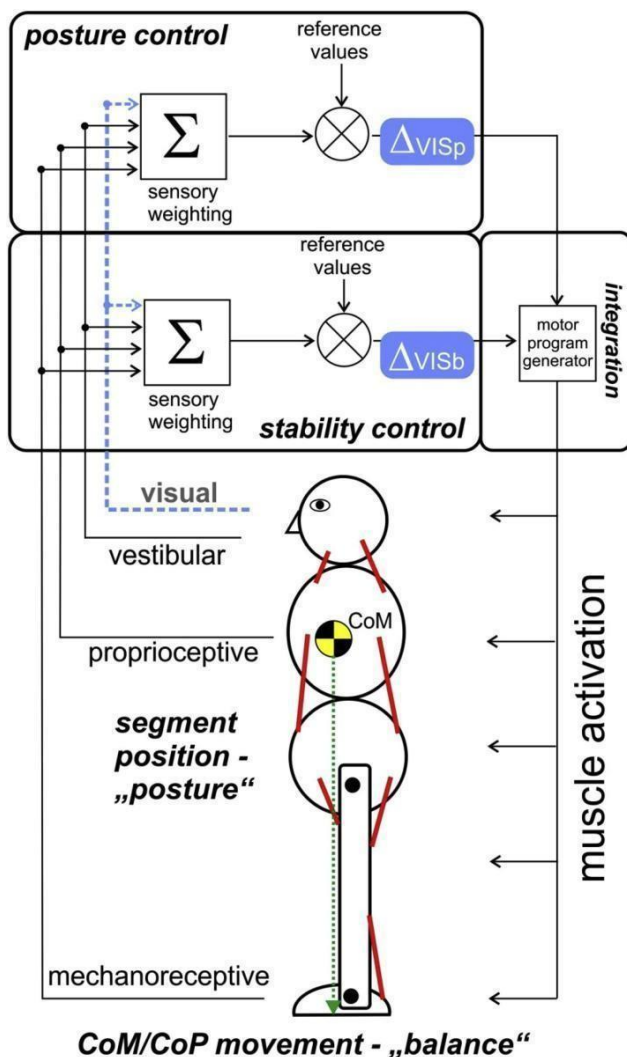 posture control
reference
values
Σ
ΔVISp
sensory
weighting
reference
values
integration
motor
program
generator
Σ
ΔVISb
sensory
weighting
stability control
visual
vestibular
CoM
proprioceptive
segment
position -
„posture“
muscle activation
mechanoreceptive
CoM/CoP movement - „balance“